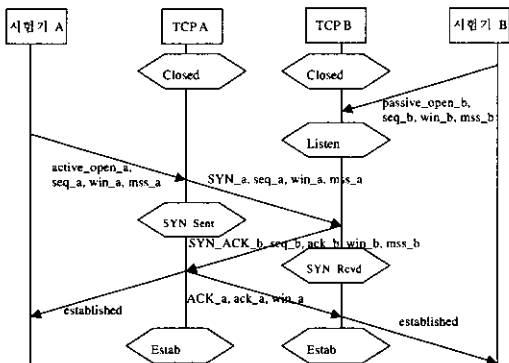 시험기 A
TCP A
TCP B
시험기 B
Closed
Closed
passive_open_b,
seq_b, win_b, mss_b
Listen
active_open_a,
seq_a, win_a, mss_a
SYN_a, seq_a, win_a, mss_a
SYN Sent
SYN_ACK_b, seq_b, ack_b, win_b, mss_b
SYN Rcvd
established
ACK_a, ack_a, win_a
established
Estab
Estab